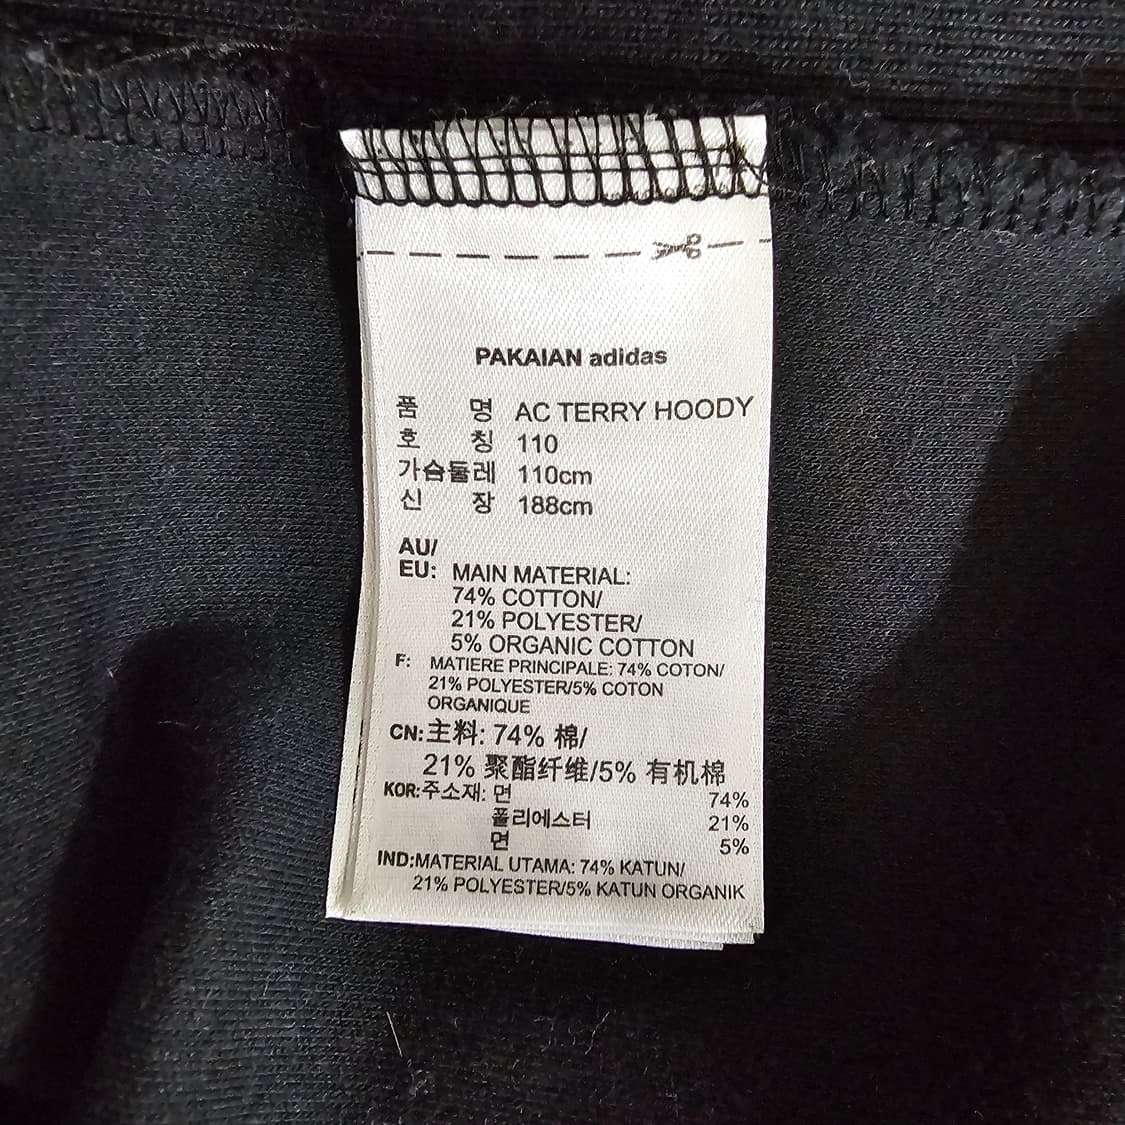 PAKAIAN adidas
품 명 AC TERRY HOODY
호 칭 110
가슴둘레 110cm
신 장 188cm
AU/
EU: MAIN MATERIAL:
74% COTTON/
21% POLYESTER/
5% ORGANIC COTTON
F: MATIERE PRINCIPALE: 74% COTON/
21% POLYESTER/5% COTON
ORGANIQUE
CN:主料: 74% 棉/
21% 聚酯纤维/5% 有机棉
KOR:주소재: 면 74%
폴리에스터 21%
면 5%
IND:MATERIAL UTAMA: 74% KATUN/
21% POLYESTER/5% KATUN ORGANIK